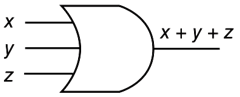 x
y
z
x + y + z